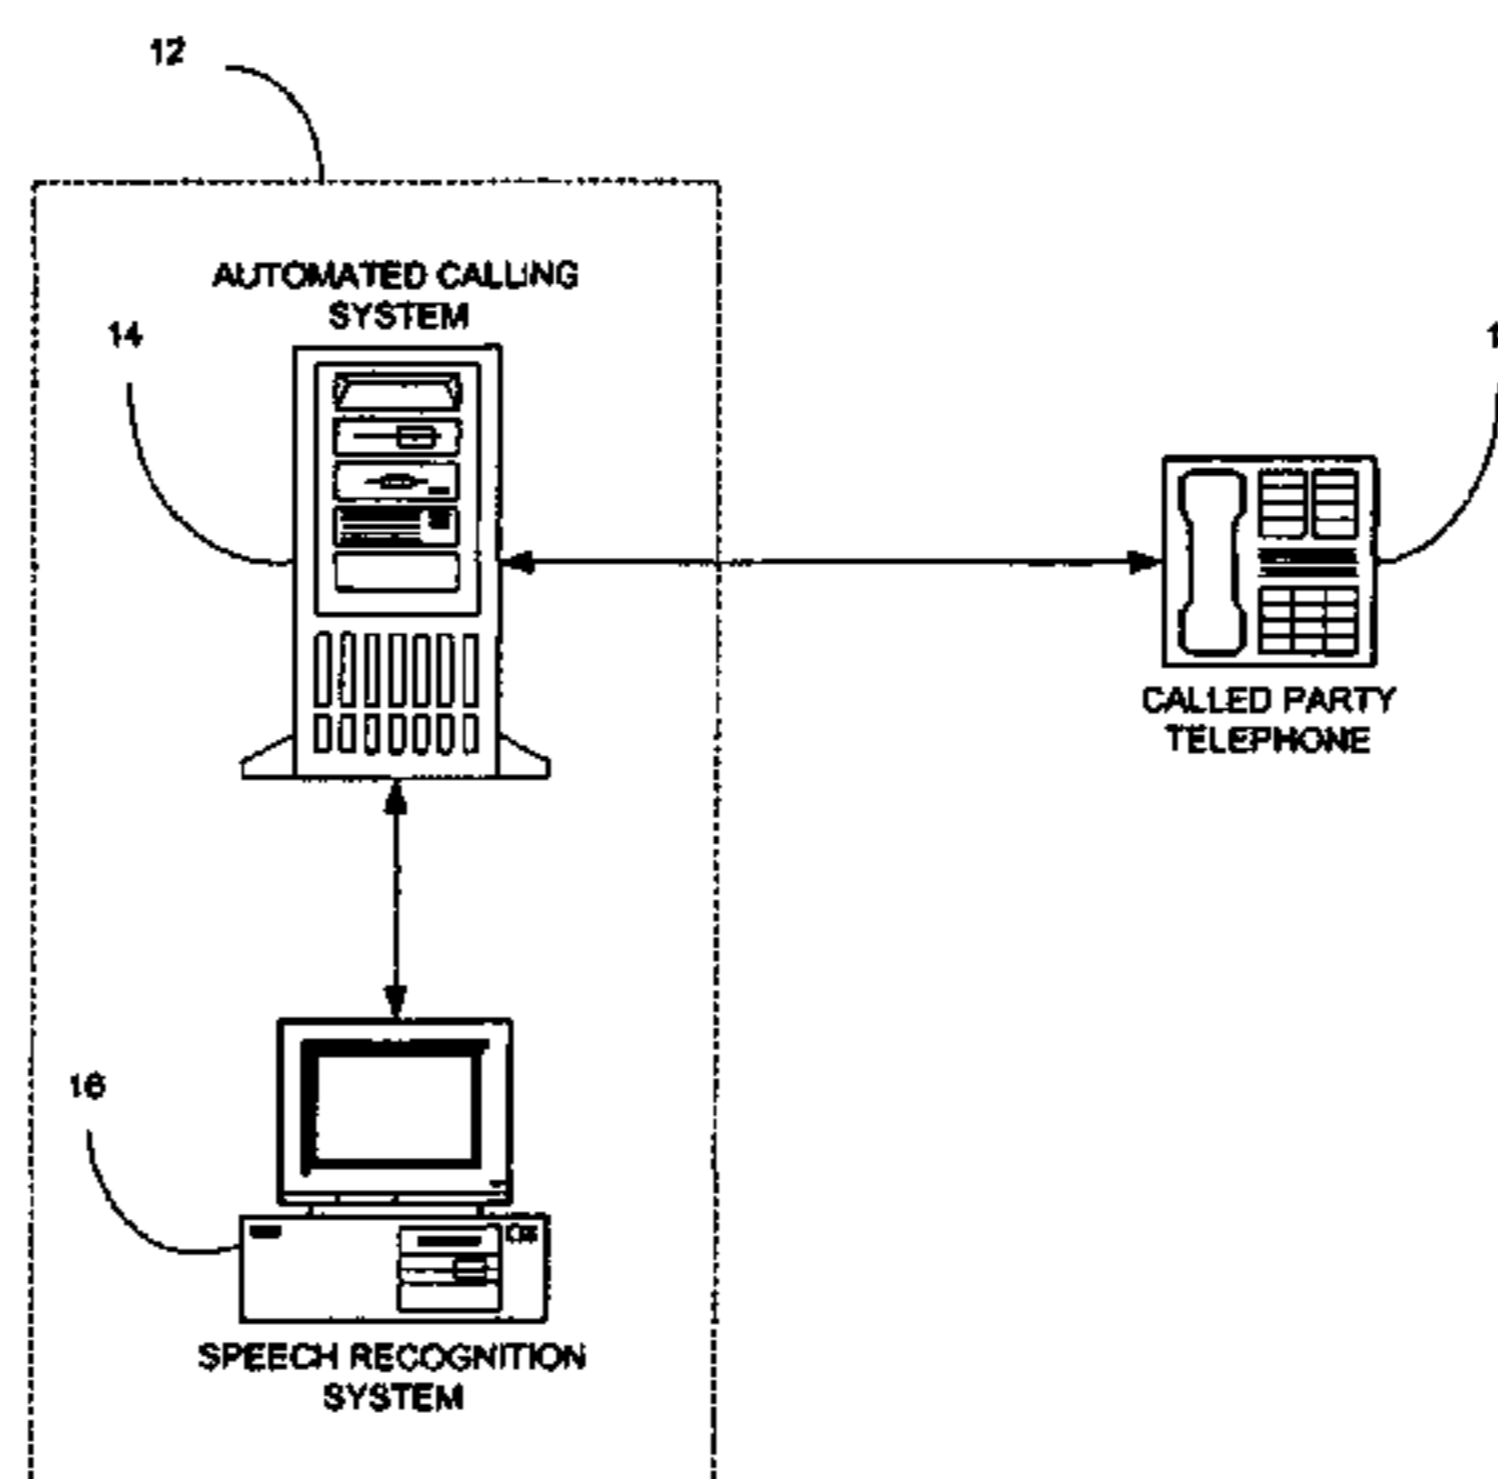 12
AUTOMATED CALLING
SYSTEM
14
CALLED PARTY
TELEPHONE
16
SPEECH RECOGNITION
SYSTEM